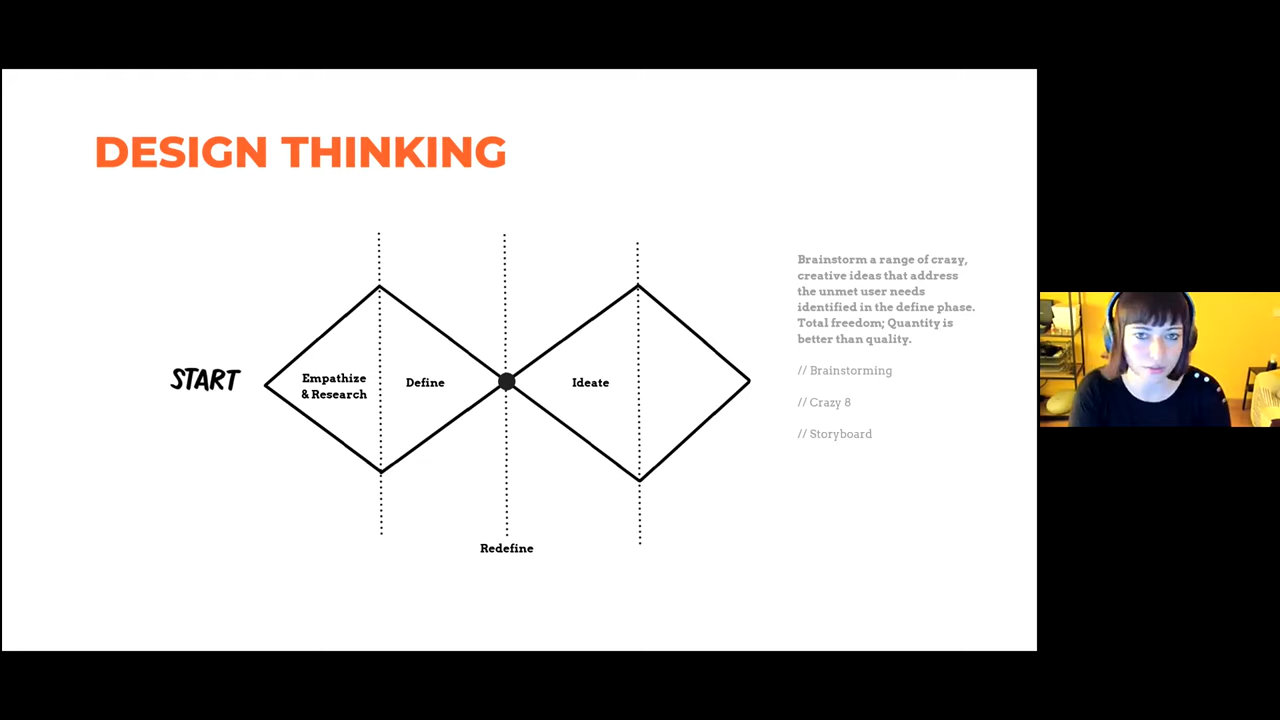 DESIGN THINKING
START
Empathize
& Research
Define
Ideate
Redefine
Brainstorm a range of crazy,
creative ideas that address
the unmet user needs
identified in the define phase.
Total freedom; Quantity is
better than quality.
// Brainstorming
// Crazy 8
// Storyboard